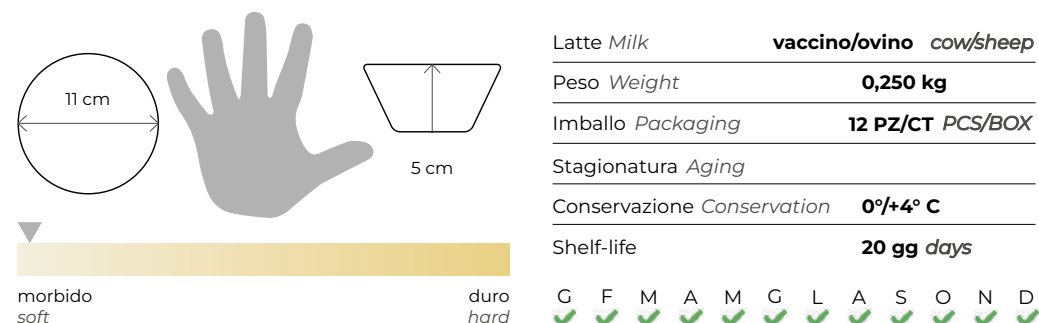 11 cm
5 cm
morbido duro
soft hard
Latte Milk vaccino/ovino cow/sheep
Peso Weight 0,250 kg
Imballo Packaging 12 PZ/CT PCS/BOX
Stagionatura Aging
Conservazione Conservation 0°/+4° C
Shelf-life 20 gg days
G F M A M G L A S O N D